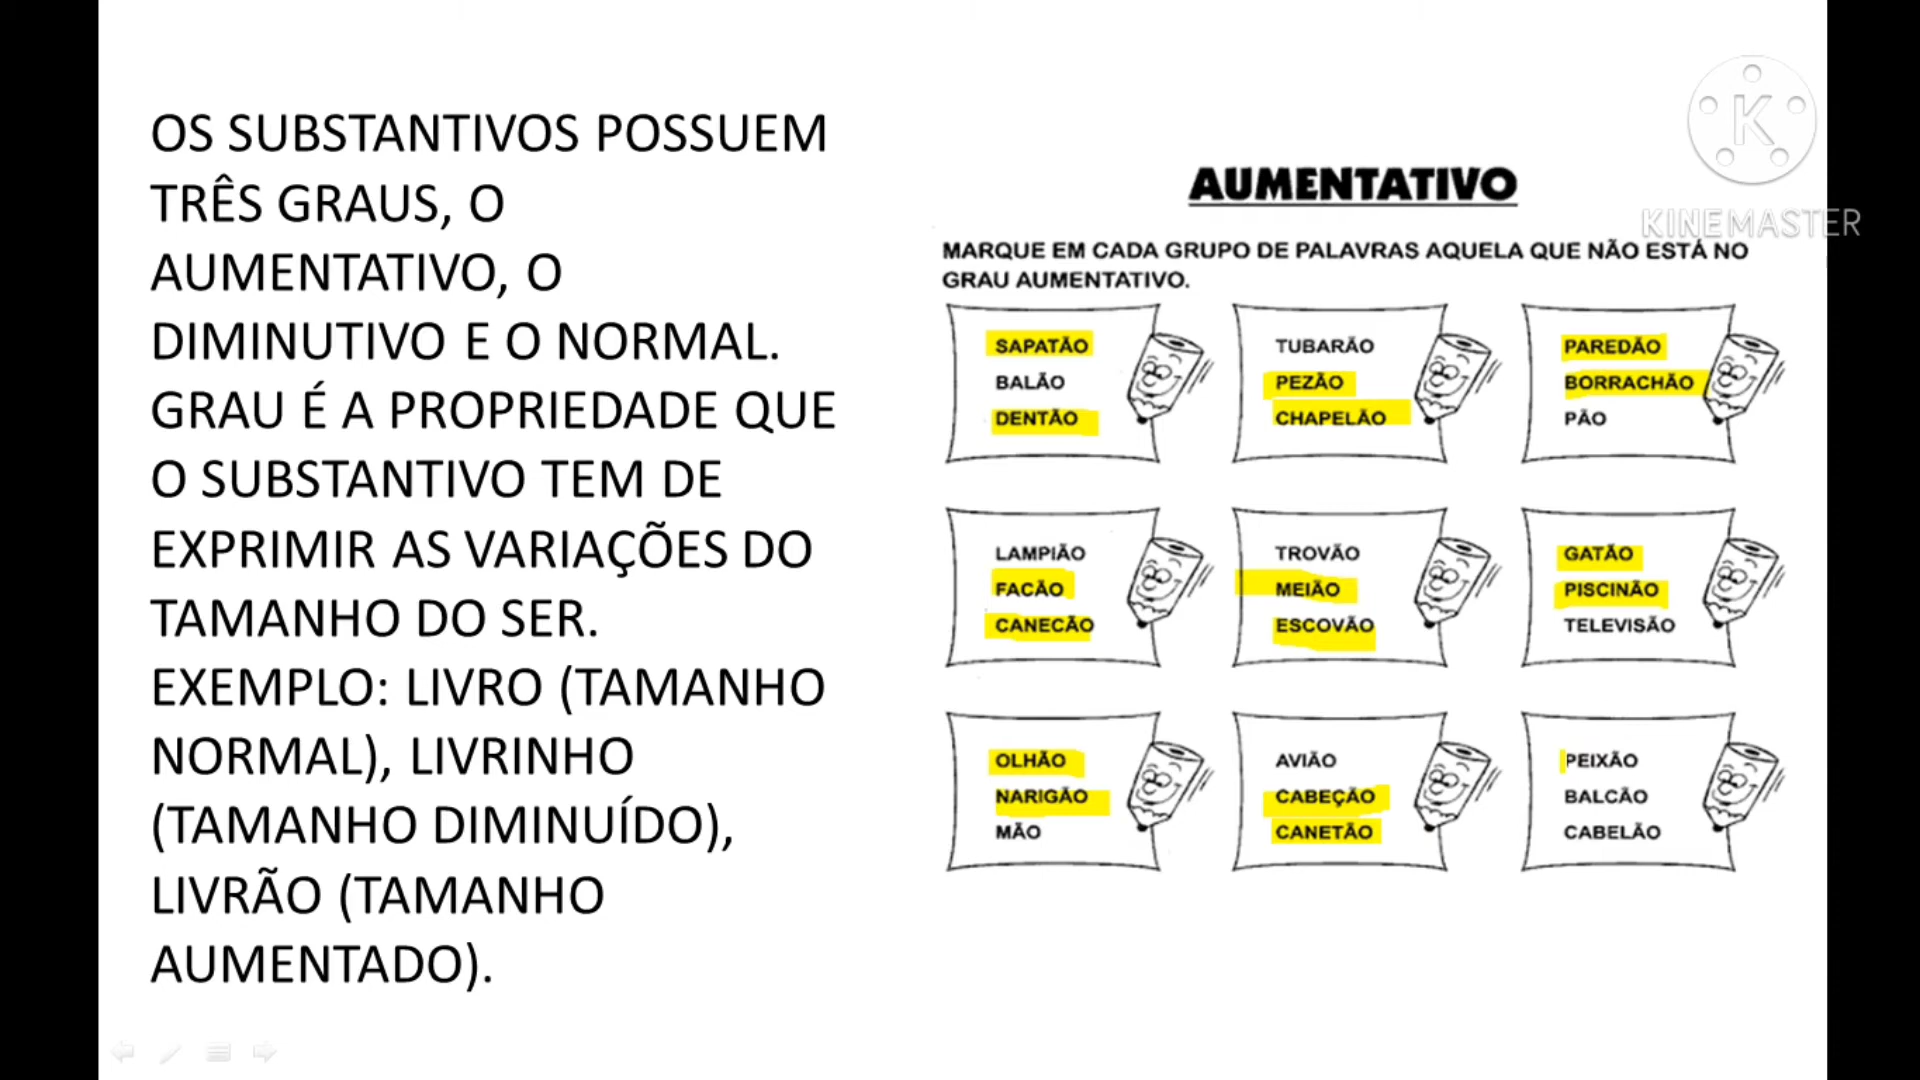 OS SUBSTANTIVOS POSSUEM
TRÊS GRAUS, O
AUMENTATIVO, O
DIMINUTIVO E O NORMAL.
GRAU É A PROPRIEDADE QUE
O SUBSTANTIVO TEM DE
EXPRIMIR AS VARIAÇÕES DO
TAMANHO DO SER.
EXEMPLO: LIVRO (TAMANHO
NORMAL), LIVRINHO
(TAMANHO DIMINUÍDO),
LIVRÃO (TAMANHO
AUMENTADO).
K
KINEMASTER
AUMENTATIVO
MARQUE EM CADA GRUPO DE PALAVRAS AQUELA QUE NÃO ESTÁ NO
GRAU AUMENTATIVO.
SAPATÃO
BALÃO
DENTÃO
TUBARÃO
PEZÃO
CHAPELÃO
PAREDÃO
BORRACHÃO
PÃO
LAMPIÃO
FACÃO
CANECÃO
TROVÃO
MEIÃO
ESCOVÃO
GATÃO
PISCINÃO
TELEVISÃO
OLHÃO
NARIGÃO
MÃO
AVIÃO
CABEÇÃO
CANETÃO
PEIXÃO
BALCÃO
CABELÃO